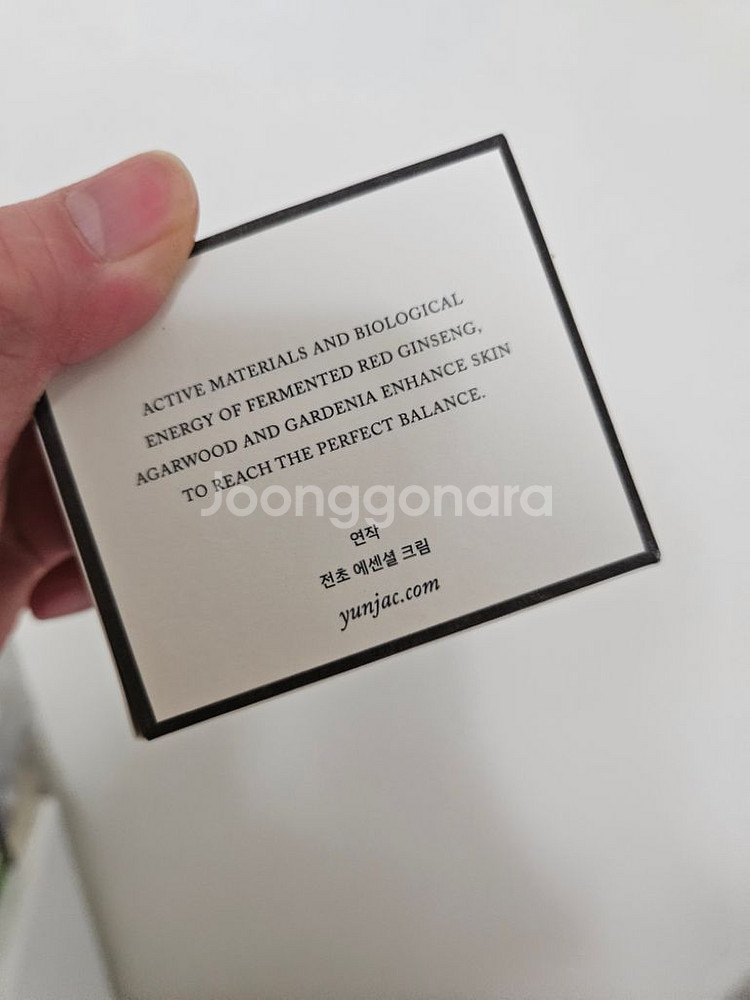 ACTIVE MATERIALS AND BIOLOGICAL
ENERGY OF FERMENTED RED GINSENG,
AGARWOOD AND GARDENIA ENHANCE SKIN
TO REACH THE PERFECT BALANCE.
Joonggonara
연작
전초 에센셜 크림
yunjac.com